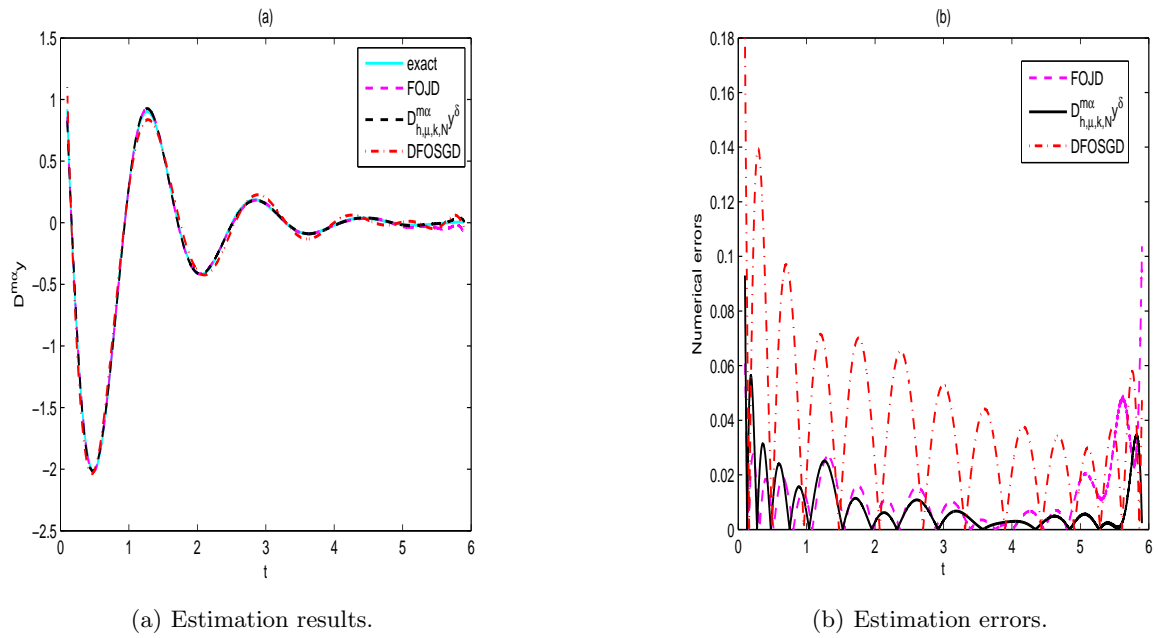 (a)
1.5
1
0.5
0
−0.5
−1
−1.5
−2
−2.5
0 1 2 3 4 5 6
t
D^{mα}y
exact
FOJD
D^{mα}_{h,μ,k,N}y^δ
DFOSGD
(a) Estimation results.
(b)
0.18
0.16
0.14
0.12
0.1
0.08
0.06
0.04
0.02
0
0 1 2 3 4 5 6
t
Numerical errors
FOJD
D^{mα}_{h,μ,k,N}y^δ
DFOSGD
(b) Estimation errors.